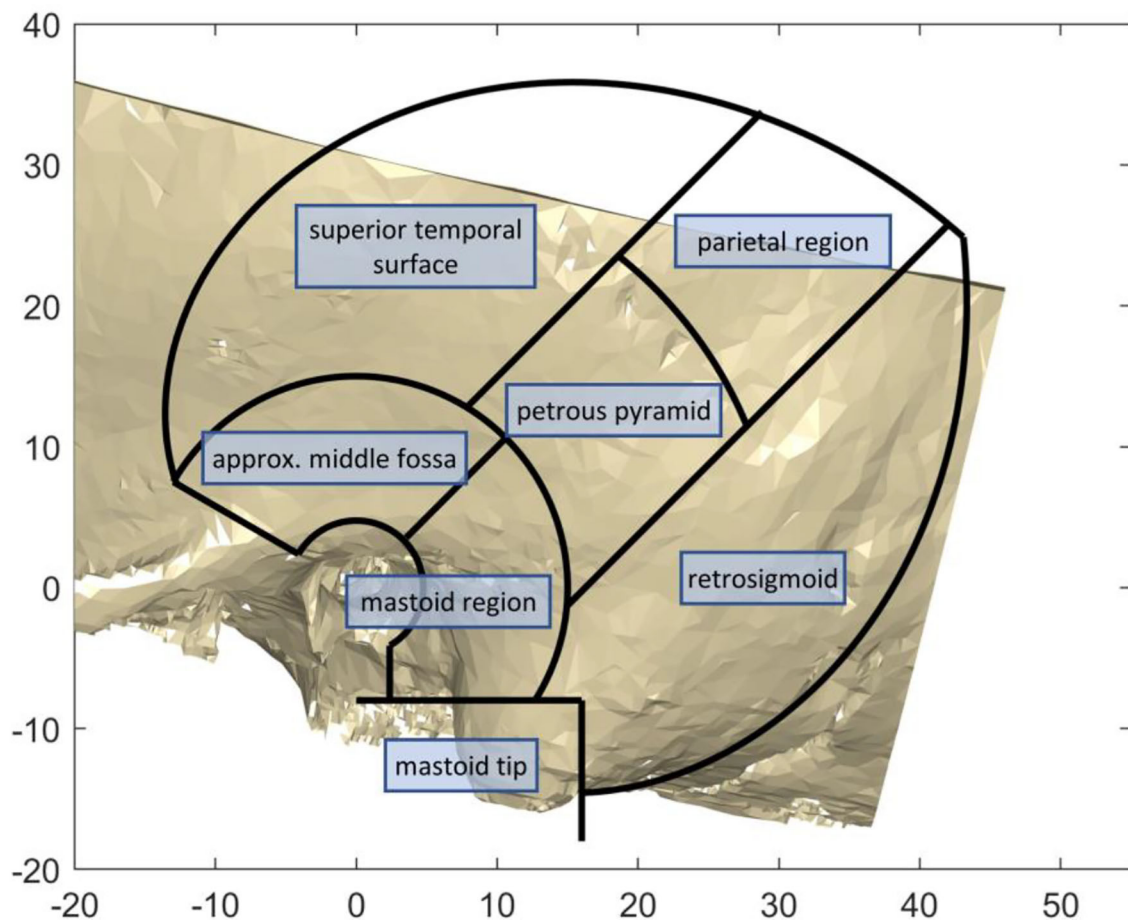 40
30
20
10
0
-10
-20
superior temporal
surface
parietal region
petrous pyramid
approx. middle fossa
retrosigmoid
mastoid region
mastoid tip
-20 -10 0 10 20 30 40 50